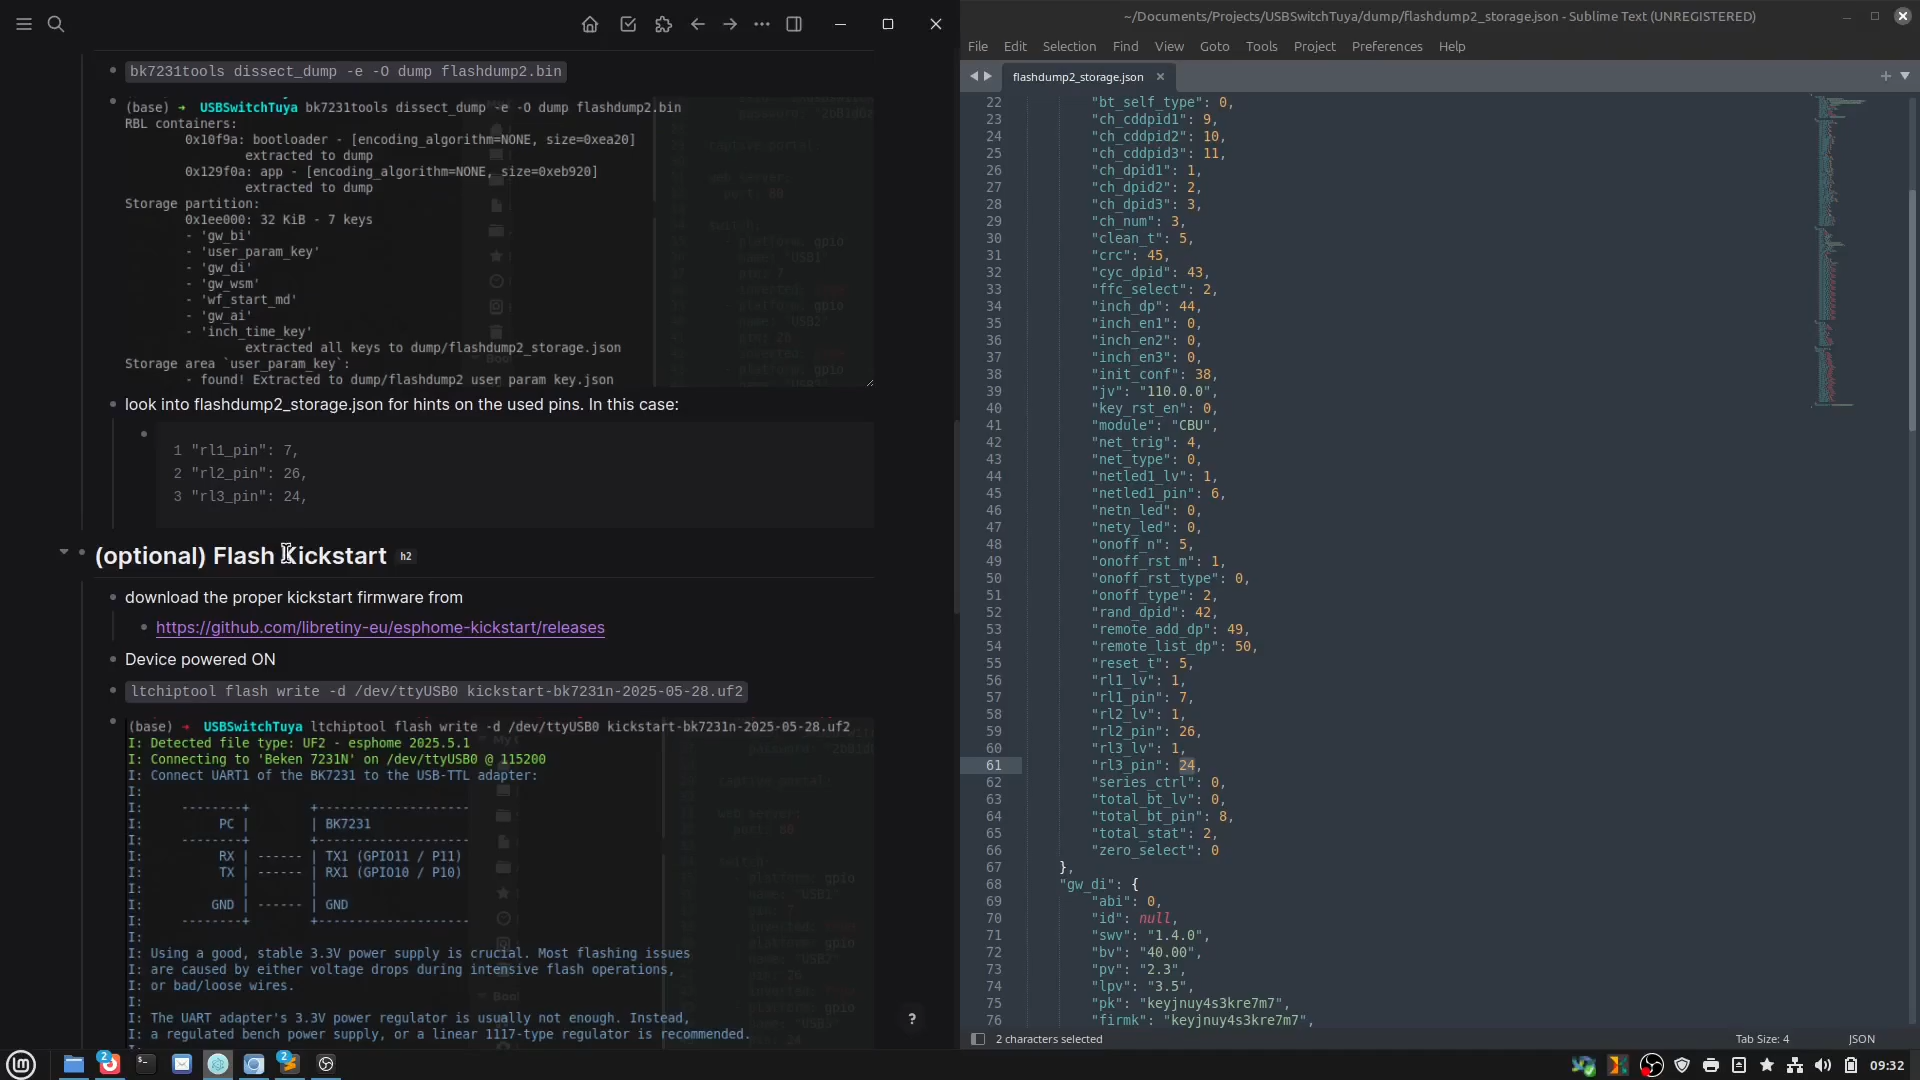 bk7231tools dissect_dump -e -O dump flashdump2.bin
(base) → USBSwitchTuya bk7231tools dissect_dump -e -O dump flashdump2.bin
RBL containers:
0x10f9a: bootloader - [encoding_algorithm=NONE, size=0xea20]
extracted to dump
0x129f0a: app - [encoding_algorithm=NONE, size=0xeb920]
extracted to dump
Storage partition:
0x1ee000: 32 KiB - 7 keys
- 'gw_bi'
- 'user_param_key'
- 'gw_di'
- 'gw_wsm'
- 'wf_start_md'
- 'gw_ai'
- 'inch_time_key'
extracted all keys to dump/flashdump2_storage.json
Storage area `user_param_key`:
- found! Extracted to dump/flashdump2_user_param_key.json
look into flashdump2_storage.json for hints on the used pins. In this case:
1 "rl1_pin": 7,
2 "rl2_pin": 26,
3 "rl3_pin": 24,
(optional) Flash Kickstart h2
download the proper kickstart firmware from
https://github.com/libretiny-eu/esphome-kickstart/releases
Device powered ON
ltchiptool flash write -d /dev/ttyUSB0 kickstart-bk7231n-2025-05-28.uf2
(base) → USBSwitchTuya ltchiptool flash write -d /dev/ttyUSB0 kickstart-bk7231n-2025-05-28.uf2
I: Detected file type: UF2 - esphome 2025.5.1
I: Connecting to 'Beken 7231N' on /dev/ttyUSB0 @ 115200
I: Connect UART1 of the BK7231 to the USB-TTL adapter:
I:
I: --------+ +--------------------
I: PC | | BK7231
I: --------+ +--------------------
I: RX | ------ | TX1 (GPIO11 / P11)
I: TX | ------ | RX1 (GPIO10 / P10)
I: | |
I: GND | ------ | GND
I: --------+ +--------------------
I:
I: Using a good, stable 3.3V power supply is crucial. Most flashing issues
I: are caused by either voltage drops during intensive flash operations,
I: or bad/loose wires.
I:
I: The UART adapter's 3.3V power regulator is usually not enough. Instead,
I: a regulated bench power supply, or a linear 1117-type regulator is recommended.
?
~/Documents/Projects/USBSwitchTuya/dump/flashdump2_storage.json - Sublime Text (UNREGISTERED)
File Edit Selection Find View Goto Tools Project Preferences Help
flashdump2_storage.json
22 "bt_self_type": 0,
23 "ch_cddpid1": 9,
24 "ch_cddpid2": 10,
25 "ch_cddpid3": 11,
26 "ch_dpid1": 1,
27 "ch_dpid2": 2,
28 "ch_dpid3": 3,
29 "ch_num": 3,
30 "clean_t": 5,
31 "crc": 45,
32 "cyc_dpid": 43,
33 "ffc_select": 2,
34 "inch_dp": 44,
35 "inch_en1": 0,
36 "inch_en2": 0,
37 "inch_en3": 0,
38 "init_conf": 38,
39 "jv": "110.0.0",
40 "key_rst_en": 0,
41 "module": "CBU",
42 "net_trig": 4,
43 "net_type": 0,
44 "netled1_lv": 1,
45 "netled1_pin": 6,
46 "netn_led": 0,
47 "nety_led": 0,
48 "onoff_n": 5,
49 "onoff_rst_m": 1,
50 "onoff_rst_type": 0,
51 "onoff_type": 2,
52 "rand_dpid": 42,
53 "remote_add_dp": 49,
54 "remote_list_dp": 50,
55 "reset_t": 5,
56 "rl1_lv": 1,
57 "rl1_pin": 7,
58 "rl2_lv": 1,
59 "rl2_pin": 26,
60 "rl3_lv": 1,
61 "rl3_pin": 24,
62 "series_ctrl": 0,
63 "total_bt_lv": 0,
64 "total_bt_pin": 8,
65 "total_stat": 2,
66 "zero_select": 0
67 },
68 "gw_di": {
69 "abi": 0,
70 "id": null,
71 "swv": "1.4.0",
72 "bv": "40.00",
73 "pv": "2.3",
74 "lpv": "3.5",
75 "pk": "keyjnuy4s3kre7m7",
76 "firmk": "keyjnuy4s3kre7m7",
2 characters selected Tab Size: 4 JSON
2 2 09:32